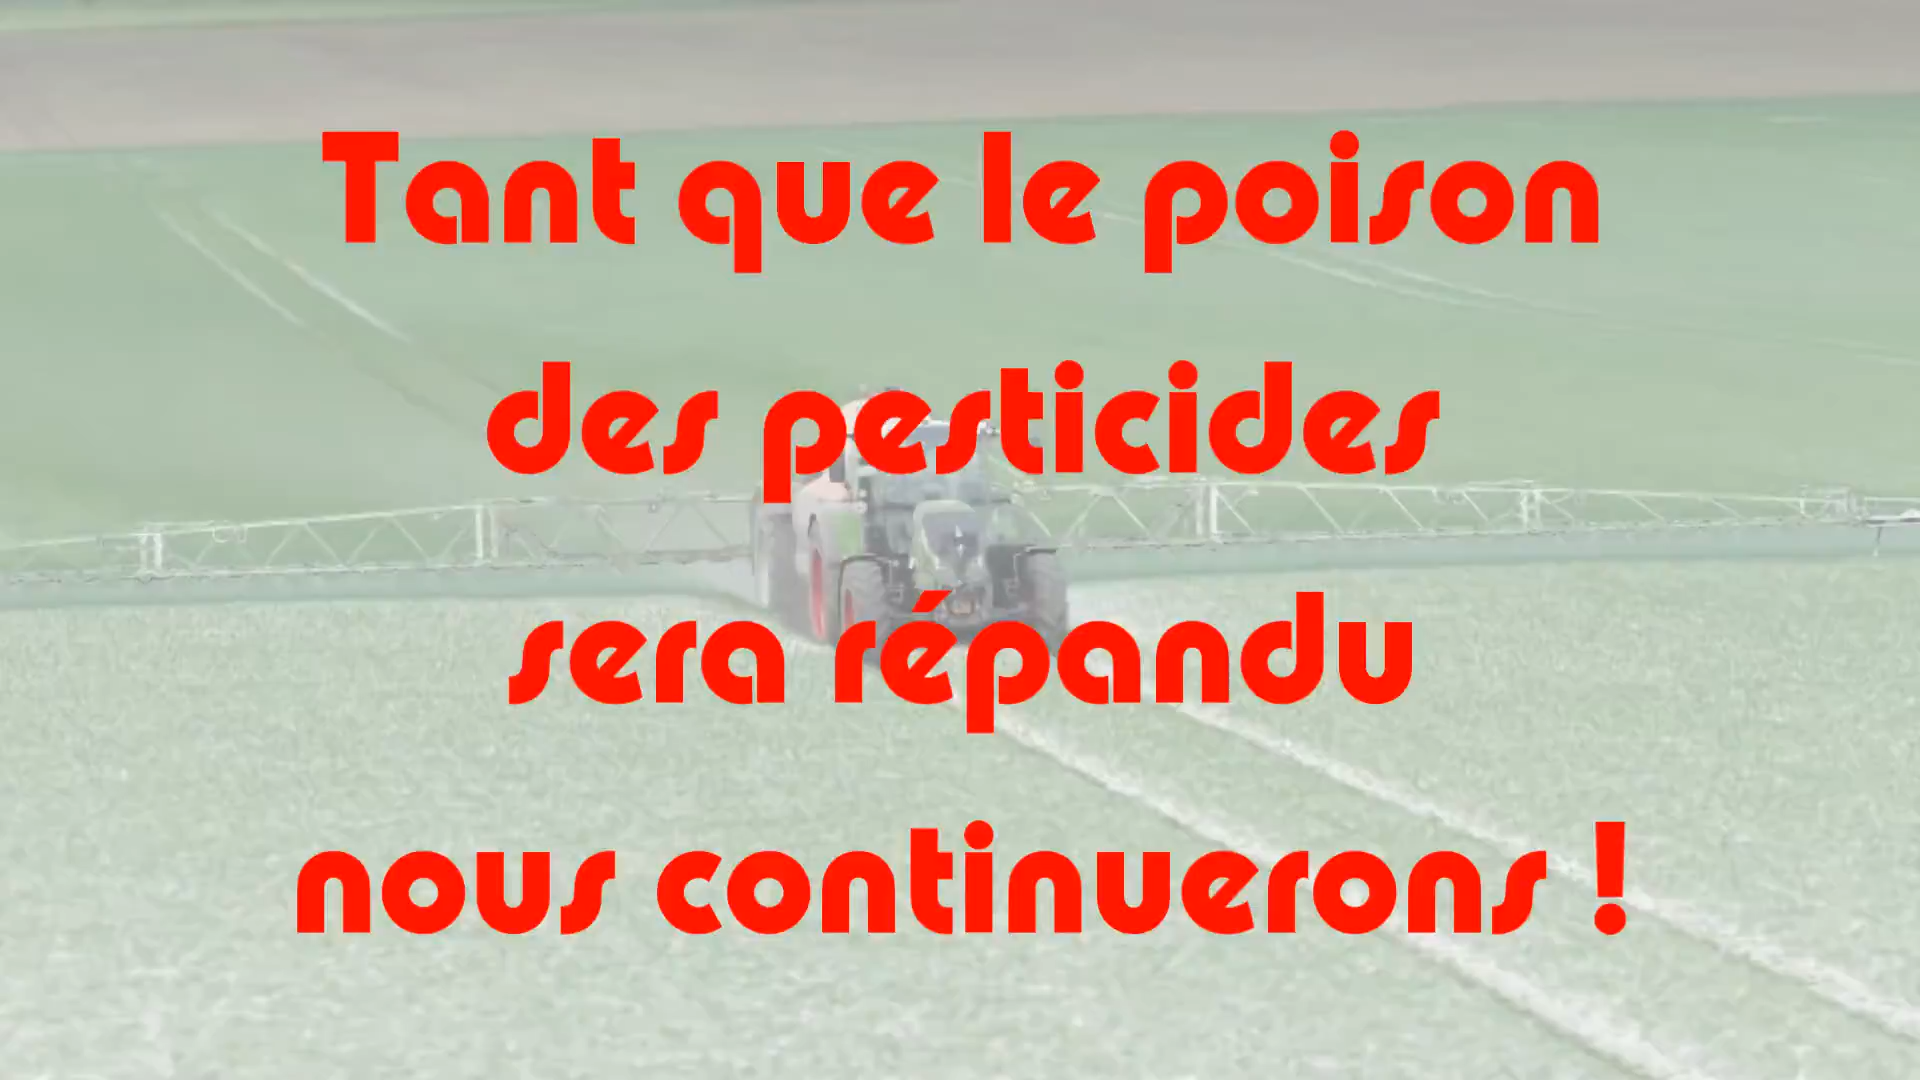 Tant que le poison
des pesticides
sera répandu
nous continuerons !